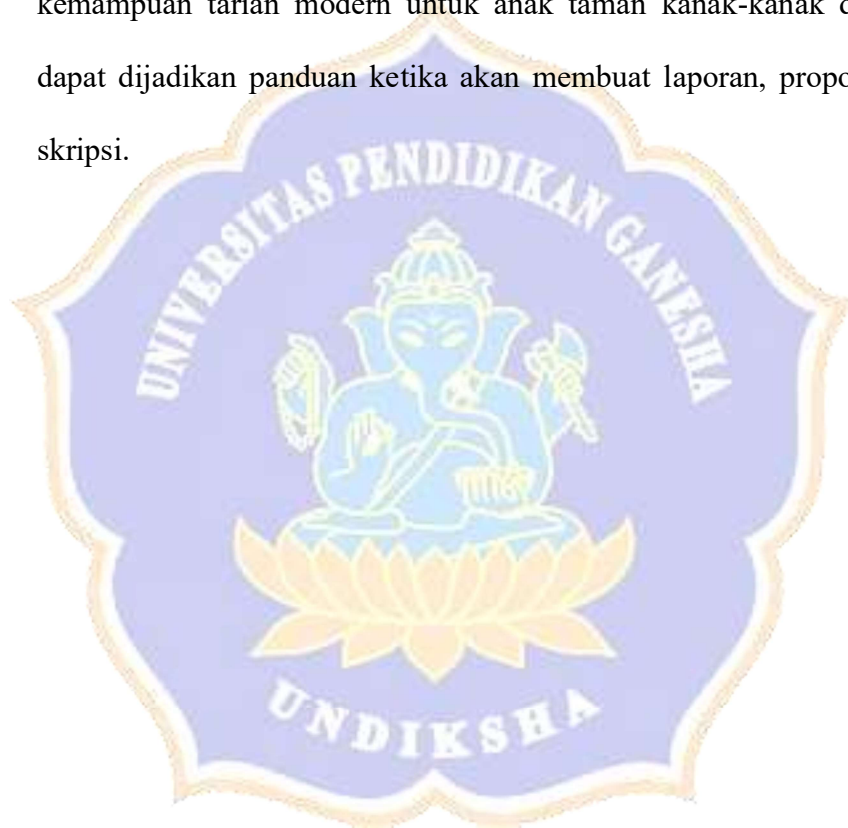 kemampuan tarian modern untuk anak taman kanak-kanak
dapat dijadikan panduan ketika akan membuat laporan,
skripsi.
UNIVERSITAS PENDIDIKAN GANESHA
UNDIKSHA